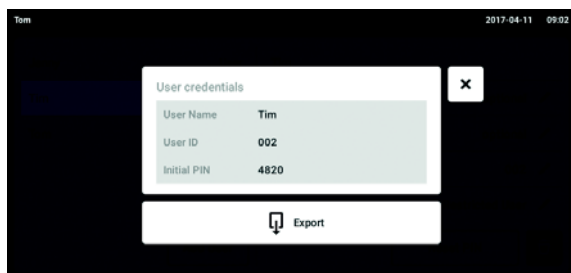 Tom 2017-04-11 09:02
User credentials
User Name Tim
User ID 002
Initial PIN 4820
Export